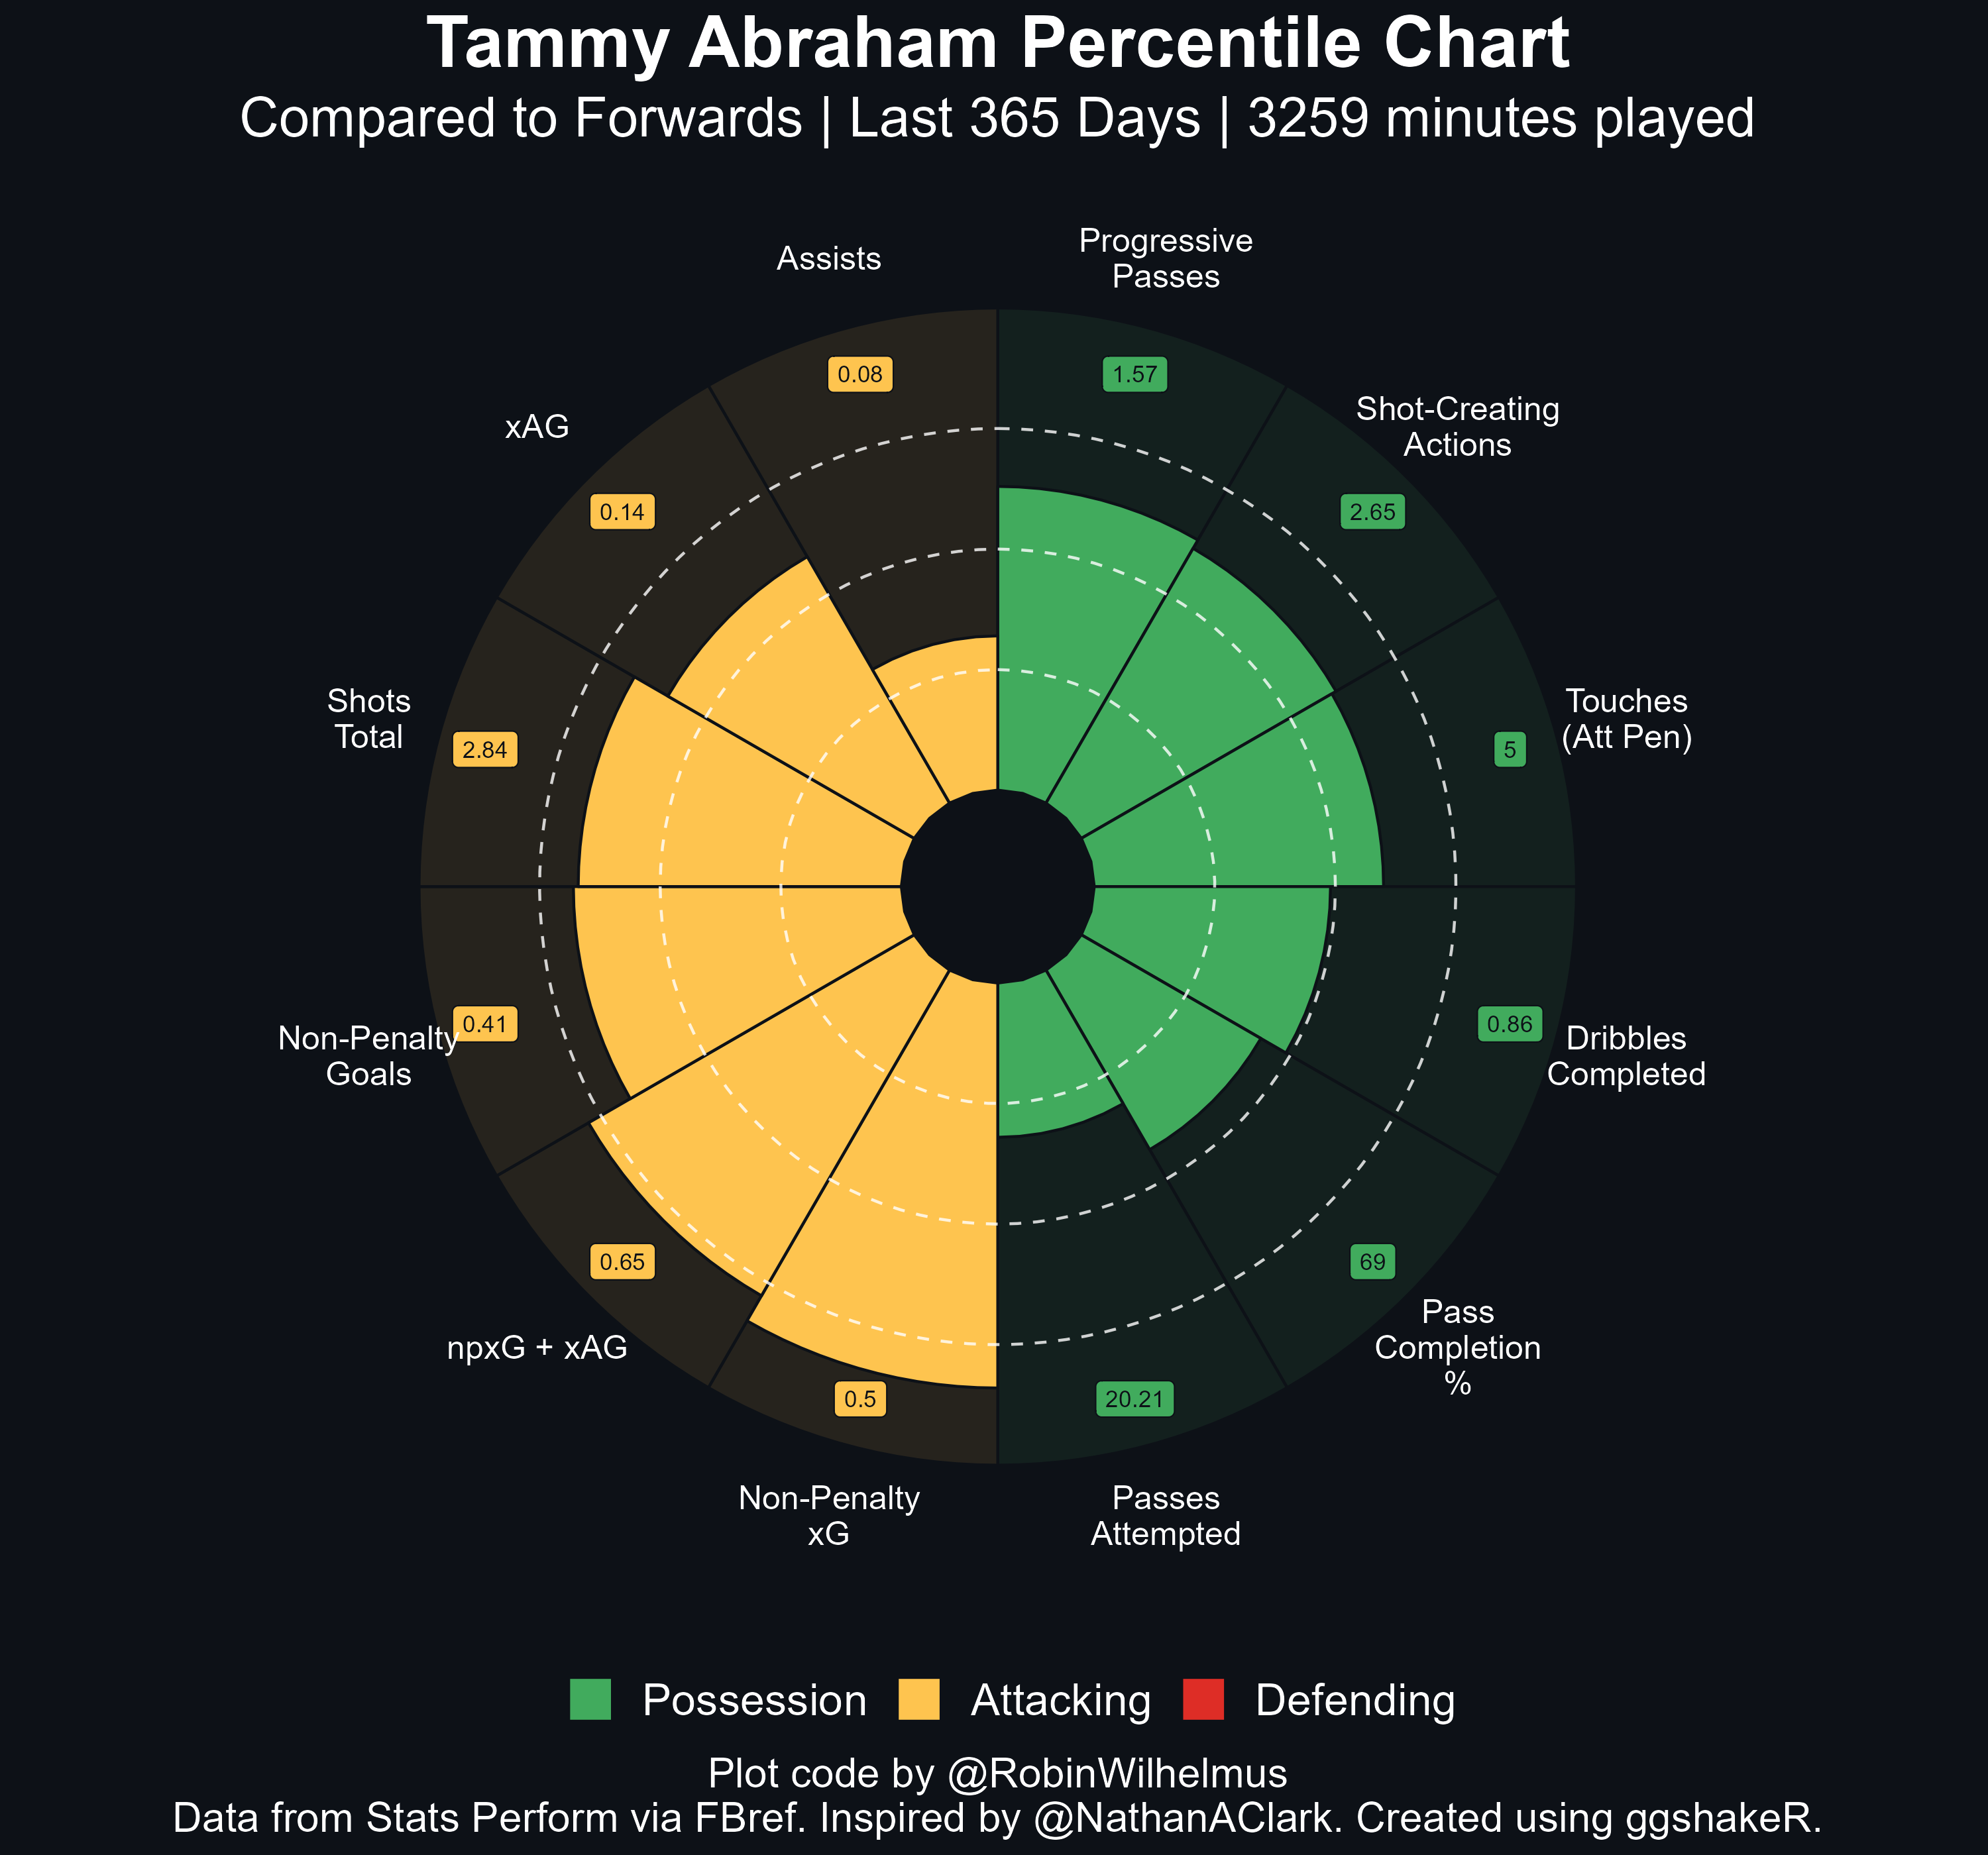 Tammy Abraham Percentile Chart
Compared to Forwards | Last 365 Days | 3259 minutes played
Progressive
Passes
1.57
Shot-Creating
Actions
2.65
Touches
(Att Pen)
5
Dribbles
Completed
0.86
Pass
Completion
%
69
Passes
Attempted
20.21
Non-Penalty
xG
0.5
npxG + xAG
0.65
Non-Penalty
Goals
0.41
Shots
Total
2.84
xAG
0.14
Assists
0.08
Possession
Attacking
Defending
Plot code by @RobinWilhelmus
Data from Stats Perform via FBref. Inspired by @NathanAClark. Created using ggshakeR.